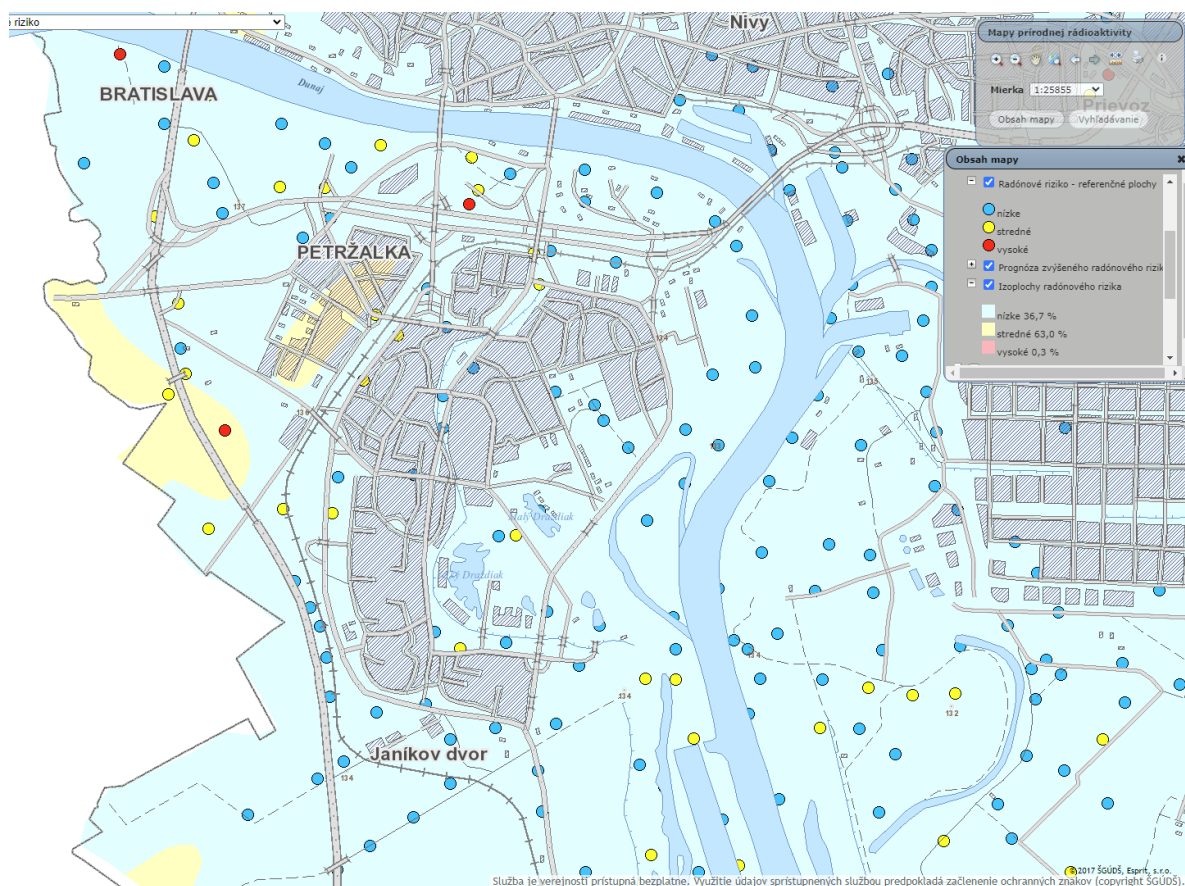 é riziko
Nivy
Mapy prírodnej rádioaktivity
Mierka 1:25855
Prievoz
Obsah mapy Vyhľadávanie
BRATISLAVA
Dunaj
Obsah mapy
Radónové riziko - referenčné plochy
nízke
stredné
vysoké
Prognóza zvýšeného radónového rizik
Izoplochy radónového rizika
nízke 36,7 %
stredné 63,0 %
vysoké 0,3 %
137
PETRŽALKA
134
135
136
133
Malý Draždiak
Draždiak
134
134
132
Janíkov dvor
134
©2017 ŠGÚDŠ, Esprit, s.r.o.
Služba je verejnosti prístupná bezplatne. Využitie údajov sprístupnených službou predpokladá začlenenie ochranných znakov (copyright ŠGÚDŠ).